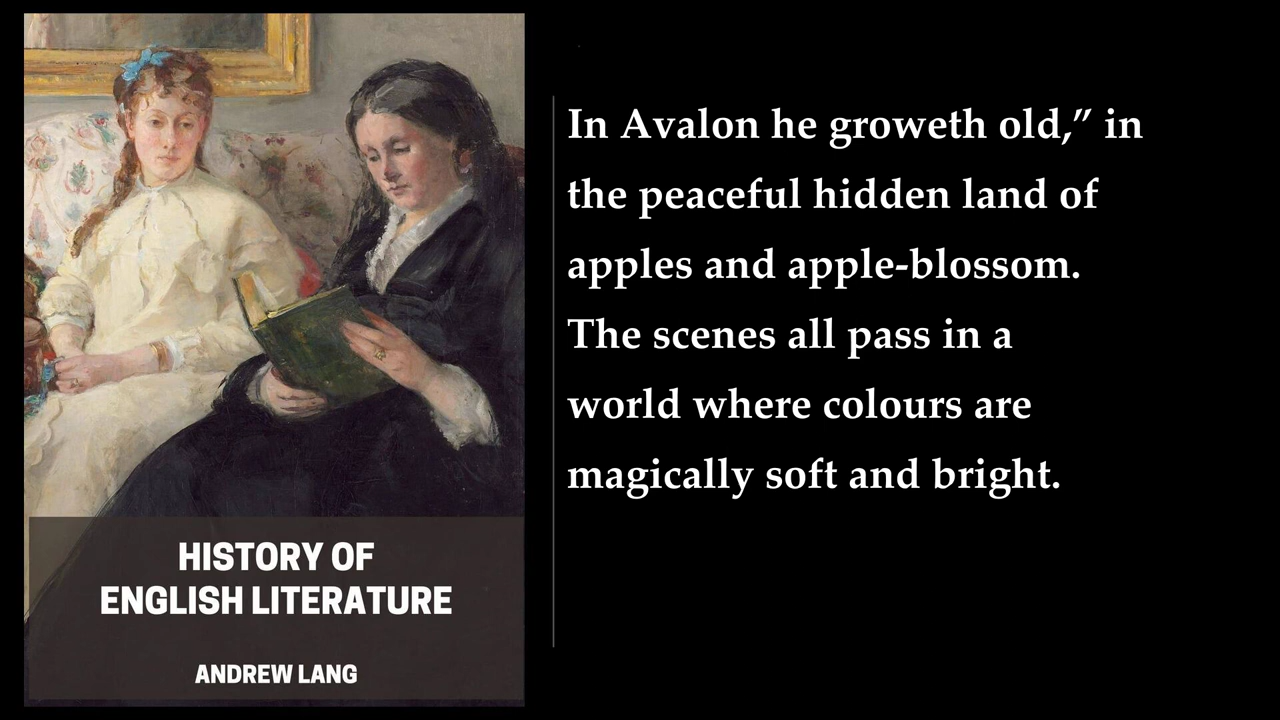 HISTORY OF
ENGLISH LITERATURE
ANDREW LANG
In Avalon he groweth old,” in
the peaceful hidden land of
apples and apple-blossom.
The scenes all pass in a
world where colours are
magically soft and bright.